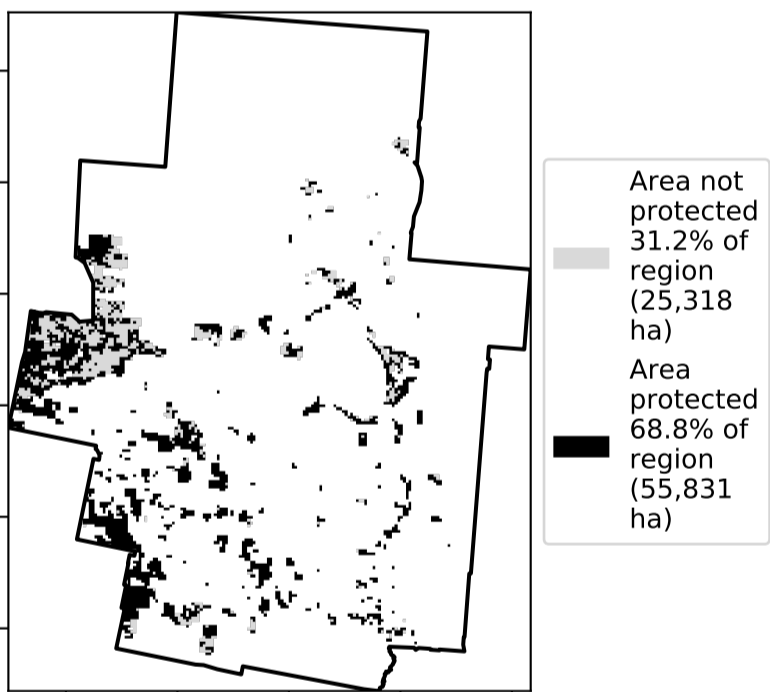 Area not
protected
31.2% of
region
(25,318
ha)
Area
protected
68.8% of
region
(55,831
ha)